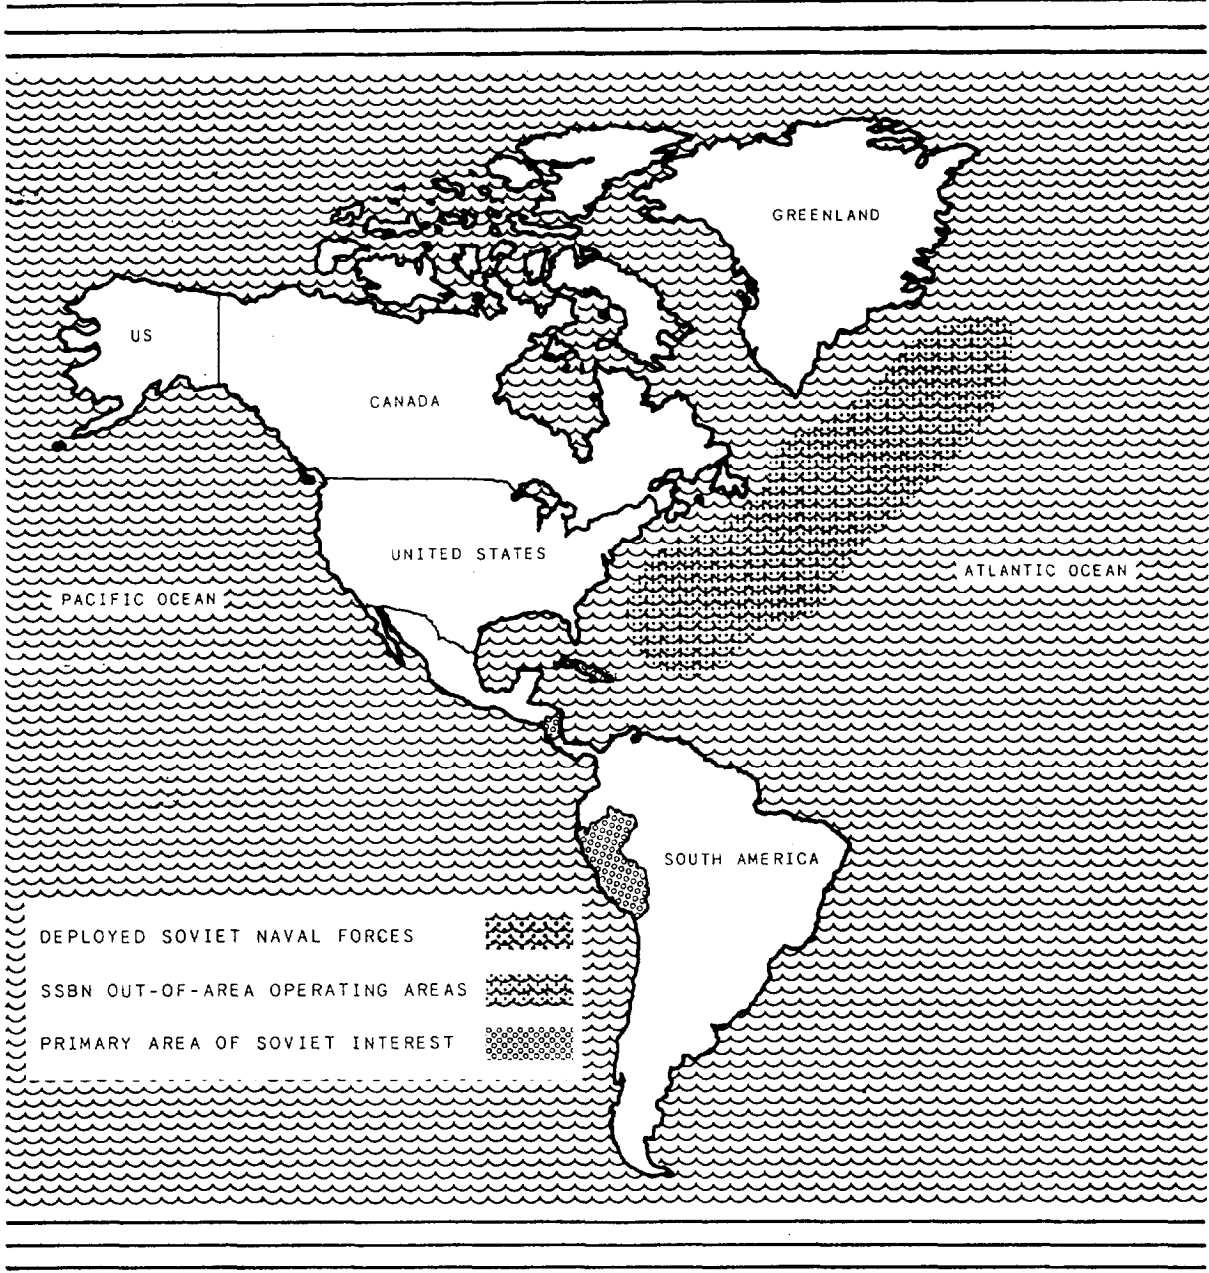 GREENLAND
US
CANADA
UNITED STATES
ATLANTIC OCEAN
PACIFIC OCEAN
SOUTH AMERICA
DEPLOYED SOVIET NAVAL FORCES
SSBN OUT-OF-AREA OPERATING AREAS
PRIMARY AREA OF SOVIET INTEREST